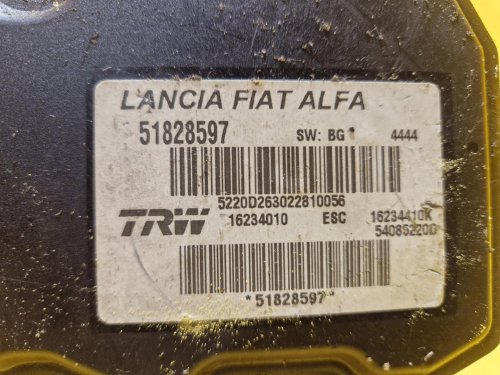 LANCIA FIAT ALFA
51828597 SW: BG* 4444
5220D263022810056
TRW 16234010 ESC 16234410K
54085220D
*51828597*